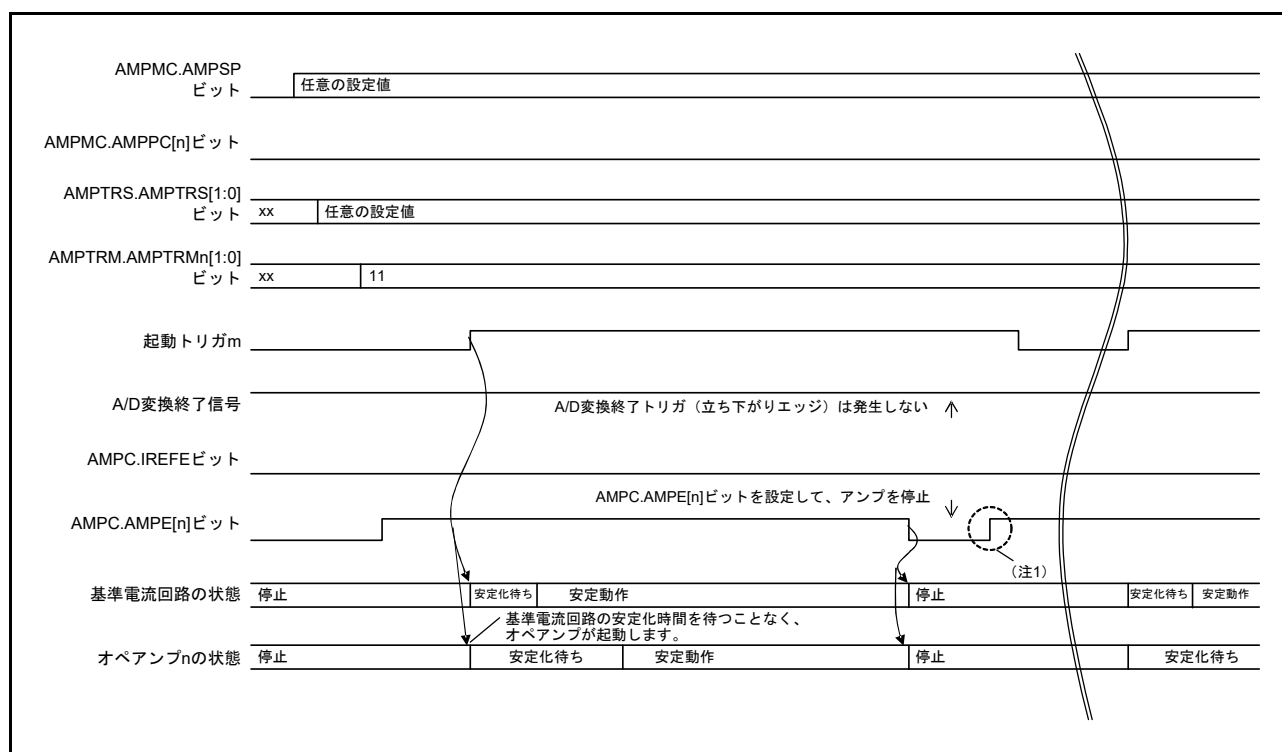 AMPMC.AMPSP
ビット
任意の設定値
AMPMC.AMPPC[n]ビット
AMPTRS.AMPTRS[1:0]
ビット
xx
任意の設定値
AMPTRM.AMPTRMn[1:0]
ビット
xx
11
起動トリガm
A/D変換終了信号
A/D変換終了トリガ（立ち下がりエッジ）は発生しない
AMPC.IREFEビット
AMPC.AMPE[n]ビットを設定して、アンプを停止
AMPC.AMPE[n]ビット
（注1）
基準電流回路の状態
停止
安定化待ち
安定動作
停止
安定化待ち
安定動作
基準電流回路の安定化時間を待つことなく、
オペアンプが起動します。
オペアンプnの状態
停止
安定化待ち
安定動作
停止
安定化待ち